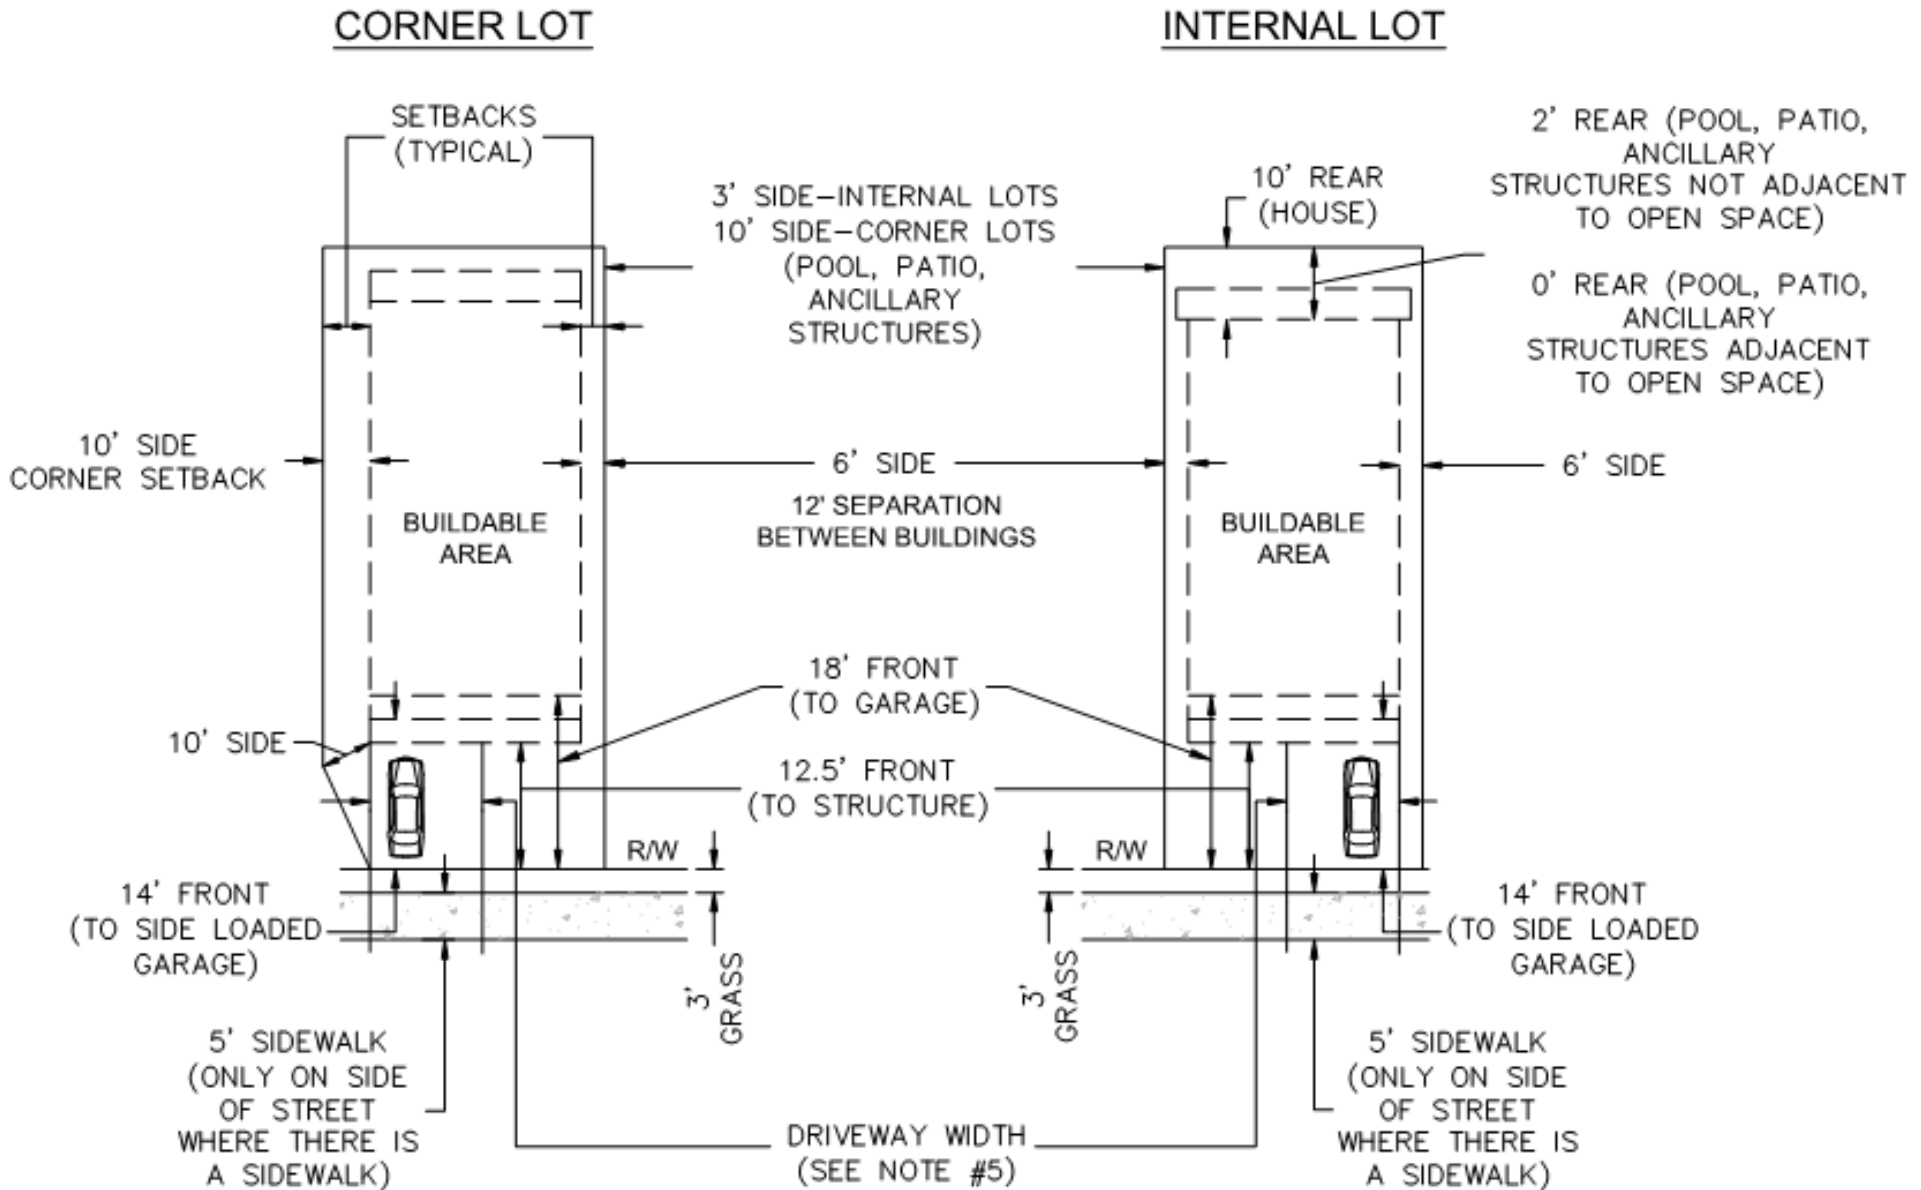 CORNER LOT
INTERNAL LOT
SETBACKS
(TYPICAL)
3' SIDE-INTERNAL LOTS
10' SIDE-CORNER LOTS
(POOL, PATIO,
ANCILLARY
STRUCTURES)
10' REAR
(HOUSE)
2' REAR (POOL, PATIO,
ANCILLARY
STRUCTURES NOT ADJACENT
TO OPEN SPACE)
0' REAR (POOL, PATIO,
ANCILLARY
STRUCTURES ADJACENT
TO OPEN SPACE)
10' SIDE
CORNER SETBACK
BUILDABLE
AREA
6' SIDE
12' SEPARATION
BETWEEN BUILDINGS
BUILDABLE
AREA
6' SIDE
18' FRONT
(TO GARAGE)
10' SIDE
12.5' FRONT
(TO STRUCTURE)
R/W
R/W
14' FRONT
(TO SIDE LOADED
GARAGE)
3'
GRASS
3'
GRASS
14' FRONT
(TO SIDE LOADED
GARAGE)
5' SIDEWALK
(ONLY ON SIDE
OF STREET
WHERE THERE IS
A SIDEWALK)
DRIVEWAY WIDTH
(SEE NOTE #5)
5' SIDEWALK
(ONLY ON SIDE
OF STREET
WHERE THERE IS
A SIDEWALK)